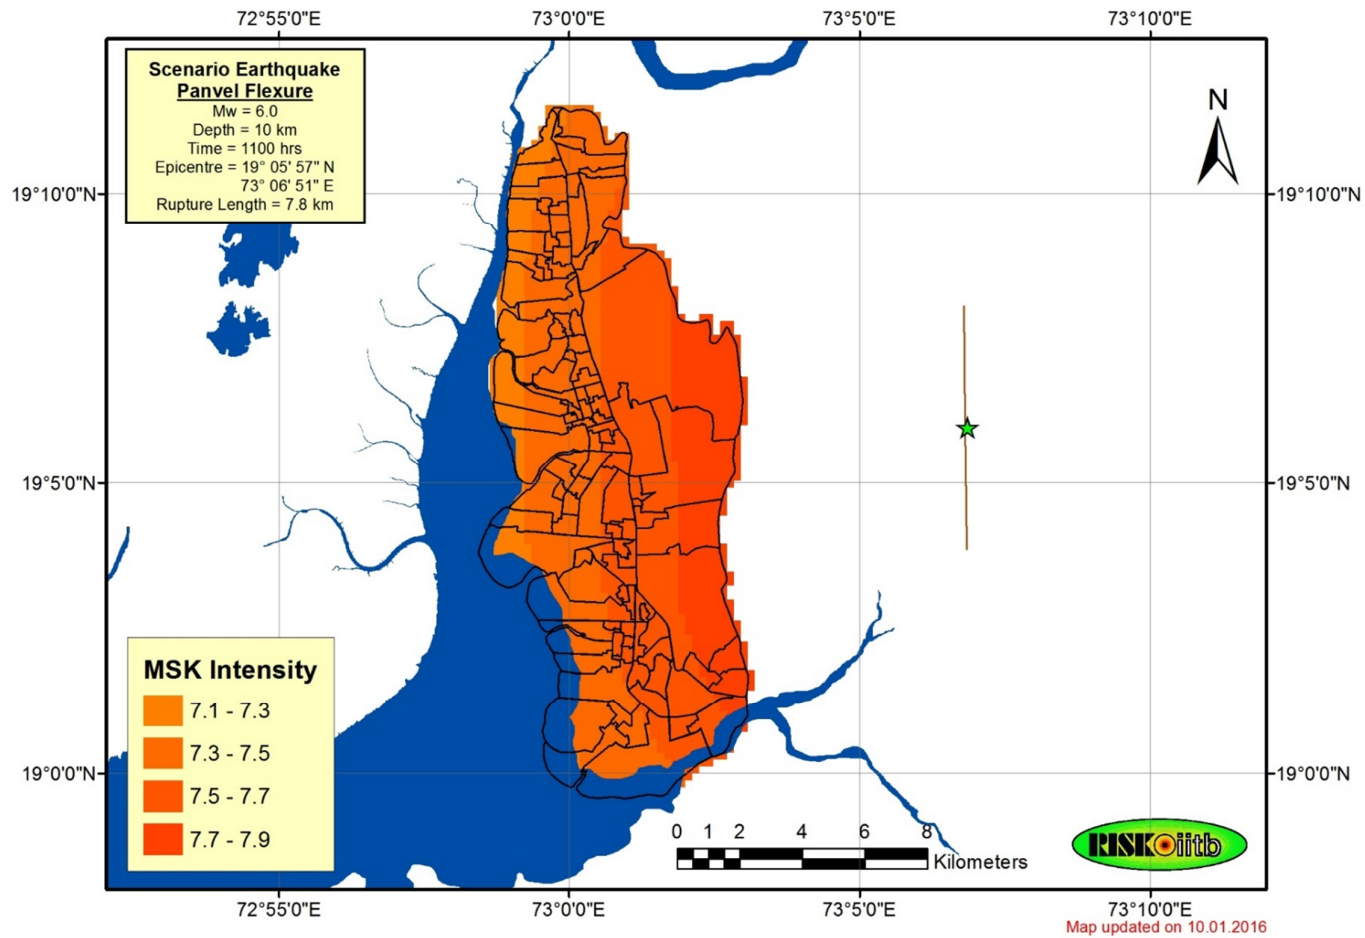 72°55'0"E 73°0'0"E 73°5'0"E 73°10'0"E
Scenario Earthquake
Panvel Flexure
Mw = 6.0
Depth = 10 km
Time = 1100 hrs
Epicentre = 19° 05' 57" N
73° 06' 51" E
Rupture Length = 7.8 km
N
19°10'0"N 19°10'0"N
19°5'0"N 19°5'0"N
MSK Intensity
7.1 - 7.3
7.3 - 7.5
7.5 - 7.7
7.7 - 7.9
19°0'0"N 19°0'0"N
0 1 2 4 6 8
Kilometers
RISK iitb
72°55'0"E 73°0'0"E 73°5'0"E 73°10'0"E
Map updated on 10.01.2016